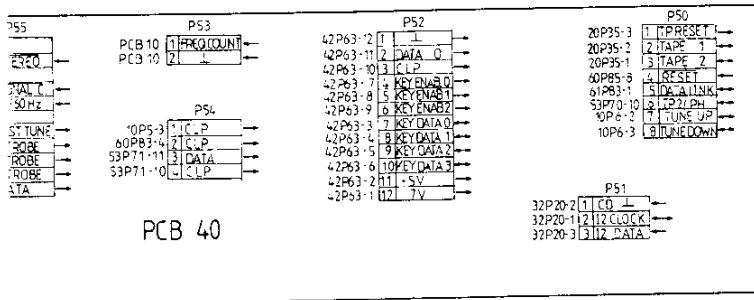 P55
EREO
NAL C
50Hz
ST TUNE
ROBE
ROBE
ROBE
ATA
P53
PCB 10 1 FREQ.COUNT
PCB 10 2 ⊥
P54
10P5-3 1 CLP
60P83-4 2 CLP
53P71-11 3 DATA
53P71-10 4 CLP
PCB 40
P52
42P63-12 1 ⊥
42P63-11 2 DATA 0
42P63-10 3 CLP
42P63-7 4 KEY ENAB 0
42P63-8 5 KEY ENAB 1
42P63-9 6 KEY ENAB 2
42P63-3 7 KEY DATA 0
42P63-4 8 KEY DATA 1
42P63-5 9 KEY DATA 2
42P63-6 10 KEY DATA 3
42P63-2 11 +5V
42P63-1 12 7V
P50
20P35-3 1 TP.RESET
20P35-2 2 TAPE 1
20P35-1 3 TAPE 2
60P85-6 4 RESET
61P83-1 5 DATA LINK
53P70-10 6 TP2/PH
10P6-2 7 TUNE UP
10P6-3 8 TUNE DOWN
P51
32P20-2 1 CD ⊥
32P20-1 2 12 CLOCK
32P20-3 3 12 DATA